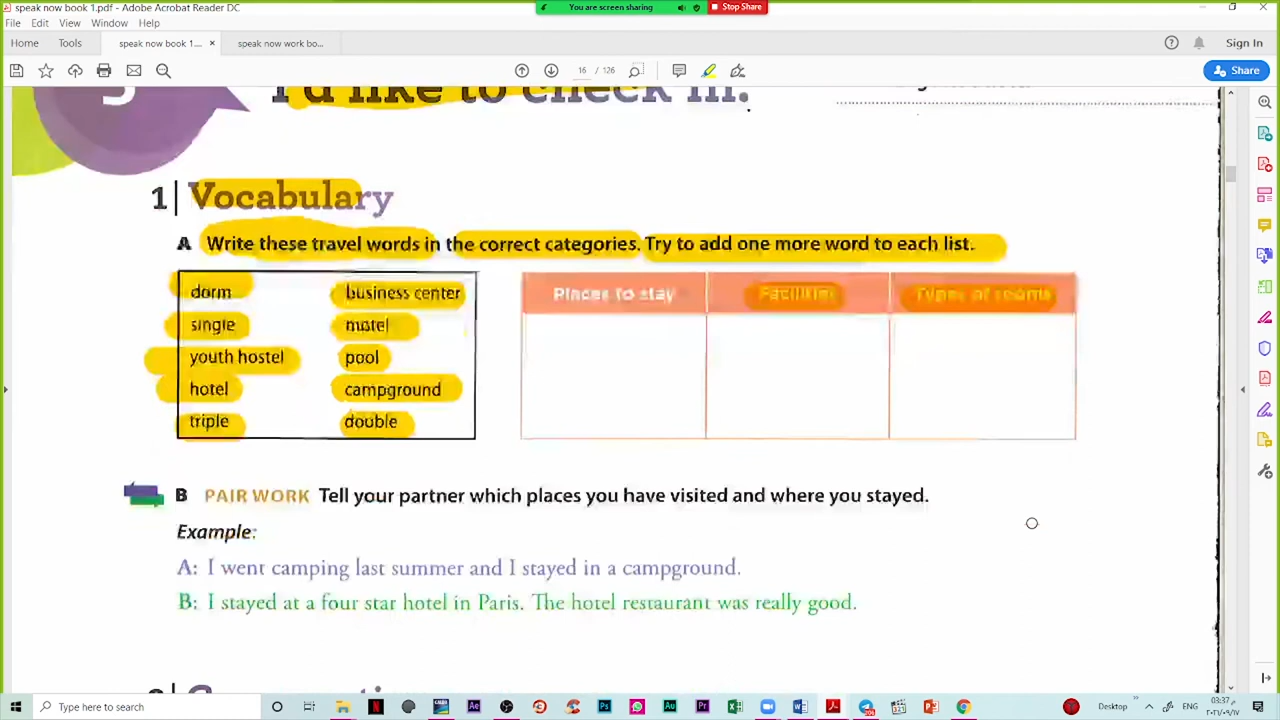 speak now book 1.pdf - Adobe Acrobat Reader DC
You are screen sharing
Stop Share
File Edit View Window Help
Home Tools speak now book 1... × speak now work bo... Sign In
16 / 126
Share
I'd like to check in.
1 Vocabulary
A Write these travel words in the correct categories. Try to add one more word to each list.
dorm business center
single motel
youth hostel pool
hotel campground
triple double
Places to stay Facilities Types of rooms
B PAIR WORK Tell your partner which places you have visited and where you stayed.
Example:
A: I went camping last summer and I stayed in a campground.
B: I stayed at a four star hotel in Paris. The hotel restaurant was really good.
Type here to search
Desktop
03:37